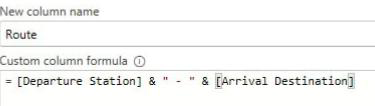 New column name
Route
Custom column formula ⓘ
= [Departure Station] & " - " & [Arrival Destination]